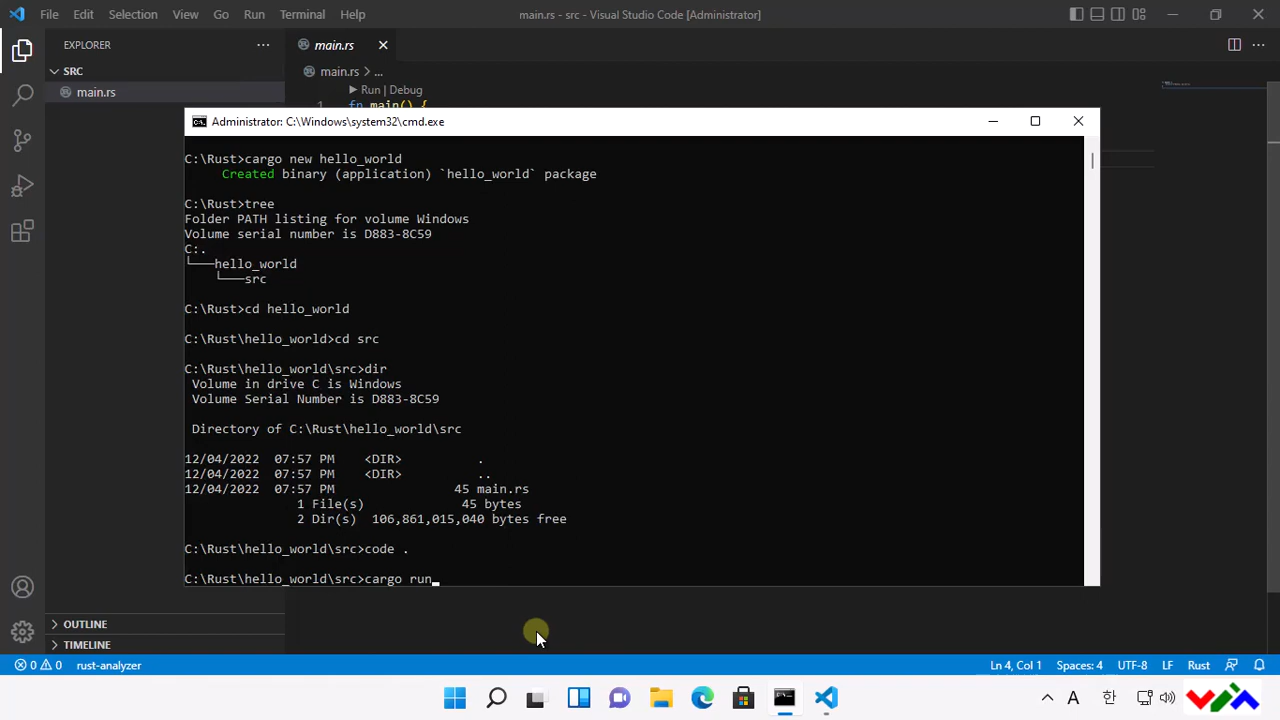 File Edit Selection View Go Run Terminal Help main.rs - src - Visual Studio Code [Administrator]
EXPLORER
main.rs
SRC
main.rs > ...
main.rs
Run | Debug
1 fn main() {
Administrator: C:\Windows\system32\cmd.exe
C:\Rust>cargo new hello_world
Created binary (application) `hello_world` package
C:\Rust>tree
Folder PATH listing for volume Windows
Volume serial number is D883-8C59
C:.
└───hello_world
└───src
C:\Rust>cd hello_world
C:\Rust\hello_world>cd src
C:\Rust\hello_world\src>dir
Volume in drive C is Windows
Volume Serial Number is D883-8C59
Directory of C:\Rust\hello_world\src
12/04/2022 07:57 PM <DIR> .
12/04/2022 07:57 PM <DIR> ..
12/04/2022 07:57 PM 45 main.rs
1 File(s) 45 bytes
2 Dir(s) 106,861,015,040 bytes free
C:\Rust\hello_world\src>code .
C:\Rust\hello_world\src>cargo run
OUTLINE
TIMELINE
0 0 rust-analyzer Ln 4, Col 1 Spaces: 4 UTF-8 LF Rust
A 한 VIA